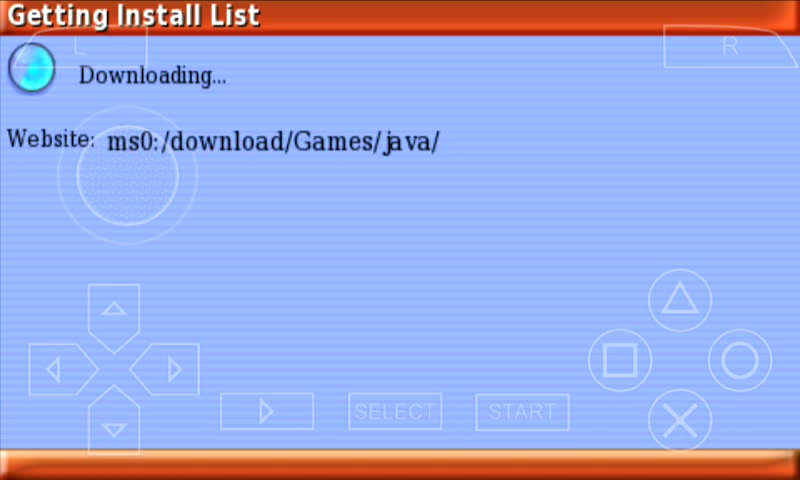 Getting Install List
L
R
Downloading...
Website: ms0:/download/Games/java/
SELECT
START